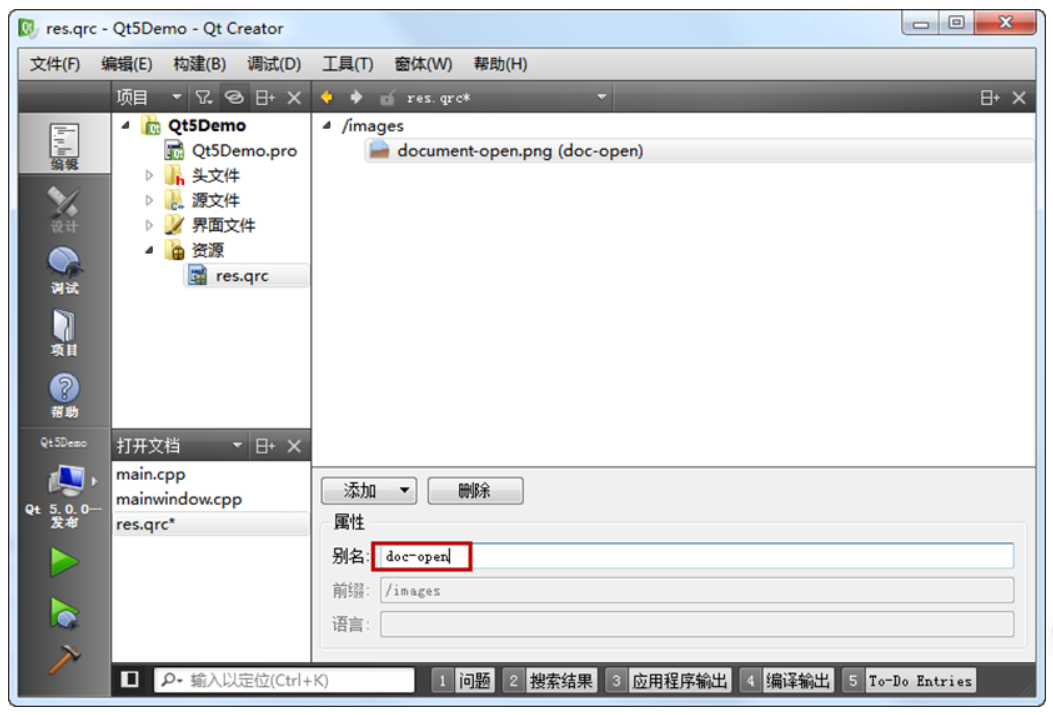 res.qrc - Qt5Demo - Qt Creator
文件(F) 编辑(E) 构建(B) 调试(D) 工具(T) 窗体(W) 帮助(H)
项目 res.qrc*
编辑
设计
调试
项目
帮助
Qt5Demo
Qt 5.0.0---
发布
Qt5Demo
Qt5Demo.pro
头文件
源文件
界面文件
资源
res.qrc
打开文档
main.cpp
mainwindow.cpp
res.qrc*
/images
document-open.png (doc-open)
添加 删除
属性
别名: doc-open
前缀: /images
语言:
输入以定位(Ctrl+K) 1 问题 2 搜索结果 3 应用程序输出 4 编译输出 5 To-Do Entries